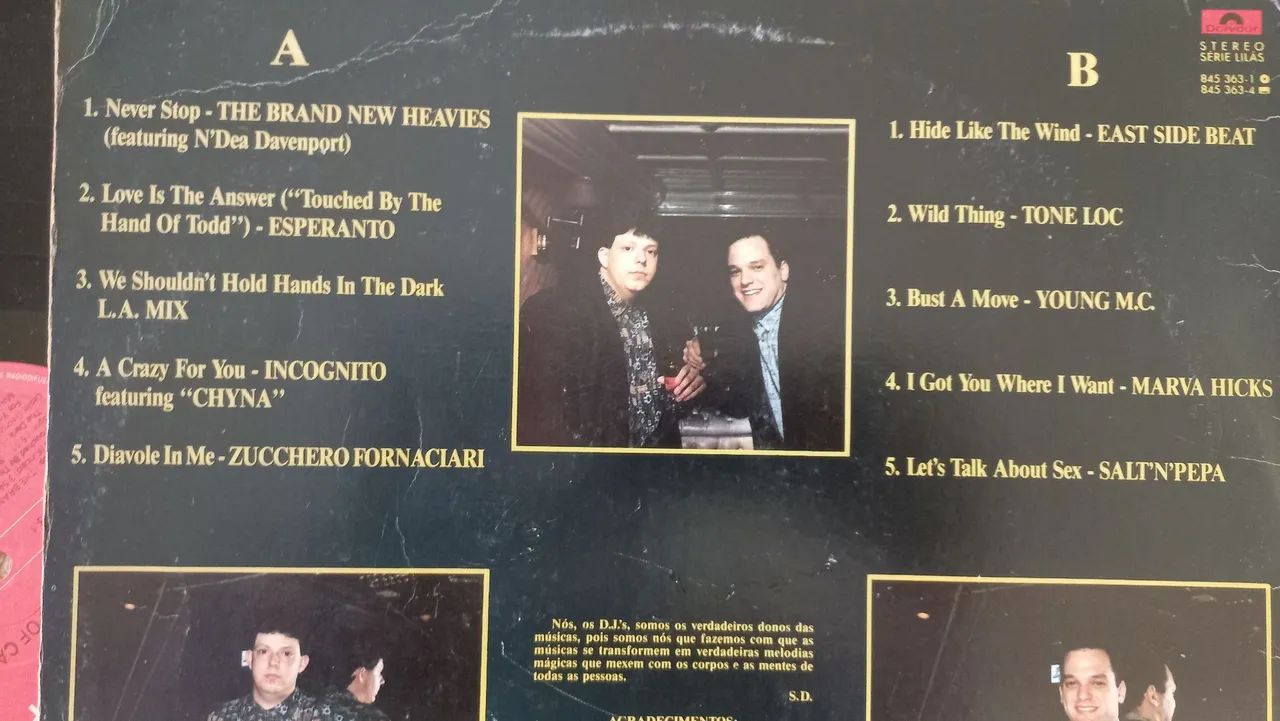 A
1. Never Stop - THE BRAND NEW HEAVIES
(featuring N'Dea Davenport)
2. Love Is The Answer ("Touched By The
Hand Of Todd") - ESPERANTO
3. We Shouldn't Hold Hands In The Dark
L.A. MIX
4. A Crazy For You - INCOGNITO
featuring "CHYNA"
5. Diavole In Me - ZUCCHERO FORNACIARI
B
polydor
STEREO
SÉRIE LILÁS
845 363-1
845 363-4
1. Hide Like The Wind - EAST SIDE BEAT
2. Wild Thing - TONE LOC
3. Bust A Move - YOUNG M.C.
4. I Got You Where I Want - MARVA HICKS
5. Let's Talk About Sex - SALT'N'PEPA
Nós, os D.J.'s, somos os verdadeiros donos das
músicas, pois somos nós que fazemos com que as
músicas se transformem em verdadeiras melodias
mágicas que mexem com os corpos e as mentes de
todas as pessoas.
S.D.
AGRADECIMENTOS: